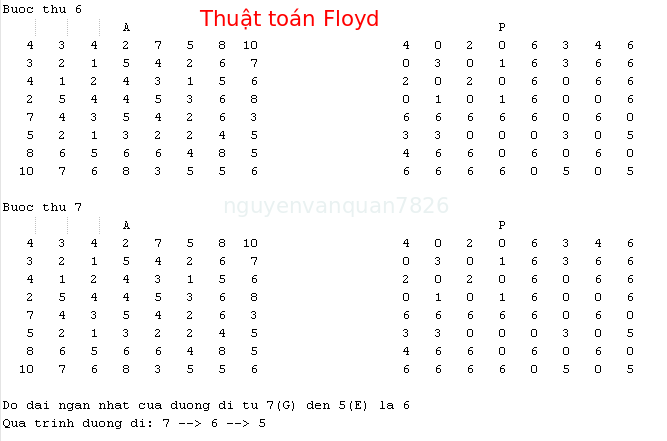 Buoc thu 6
Thuật toán Floyd
A P
4 3 4 2 7 5 8 10 4 0 2 0 6 3 4 6
3 2 1 5 4 2 6 7 0 3 0 1 6 3 6 6
4 1 2 4 3 1 5 6 2 0 2 0 6 0 6 6
2 5 4 4 5 3 6 8 0 1 0 1 6 0 0 6
7 4 3 5 4 2 6 3 6 6 6 6 6 0 6 0
5 2 1 3 2 2 4 5 3 3 0 0 0 3 0 5
8 6 5 6 6 4 8 5 4 6 6 0 6 0 6 0
10 7 6 8 3 5 5 6 6 6 6 6 0 5 0 5
Buoc thu 7
nguyenvanquan7826
A P
4 3 4 2 7 5 8 10 4 0 2 0 6 3 4 6
3 2 1 5 4 2 6 7 0 3 0 1 6 3 6 6
4 1 2 4 3 1 5 6 2 0 2 0 6 0 6 6
2 5 4 4 5 3 6 8 0 1 0 1 6 0 0 6
7 4 3 5 4 2 6 3 6 6 6 6 6 0 6 0
5 2 1 3 2 2 4 5 3 3 0 0 0 3 0 5
8 6 5 6 6 4 8 5 4 6 6 0 6 0 6 0
10 7 6 8 3 5 5 6 6 6 6 6 0 5 0 5
Do dai ngan nhat cua duong di tu 7(G) den 5(E) la 6
Qua trinh duong di: 7 --> 6 --> 5